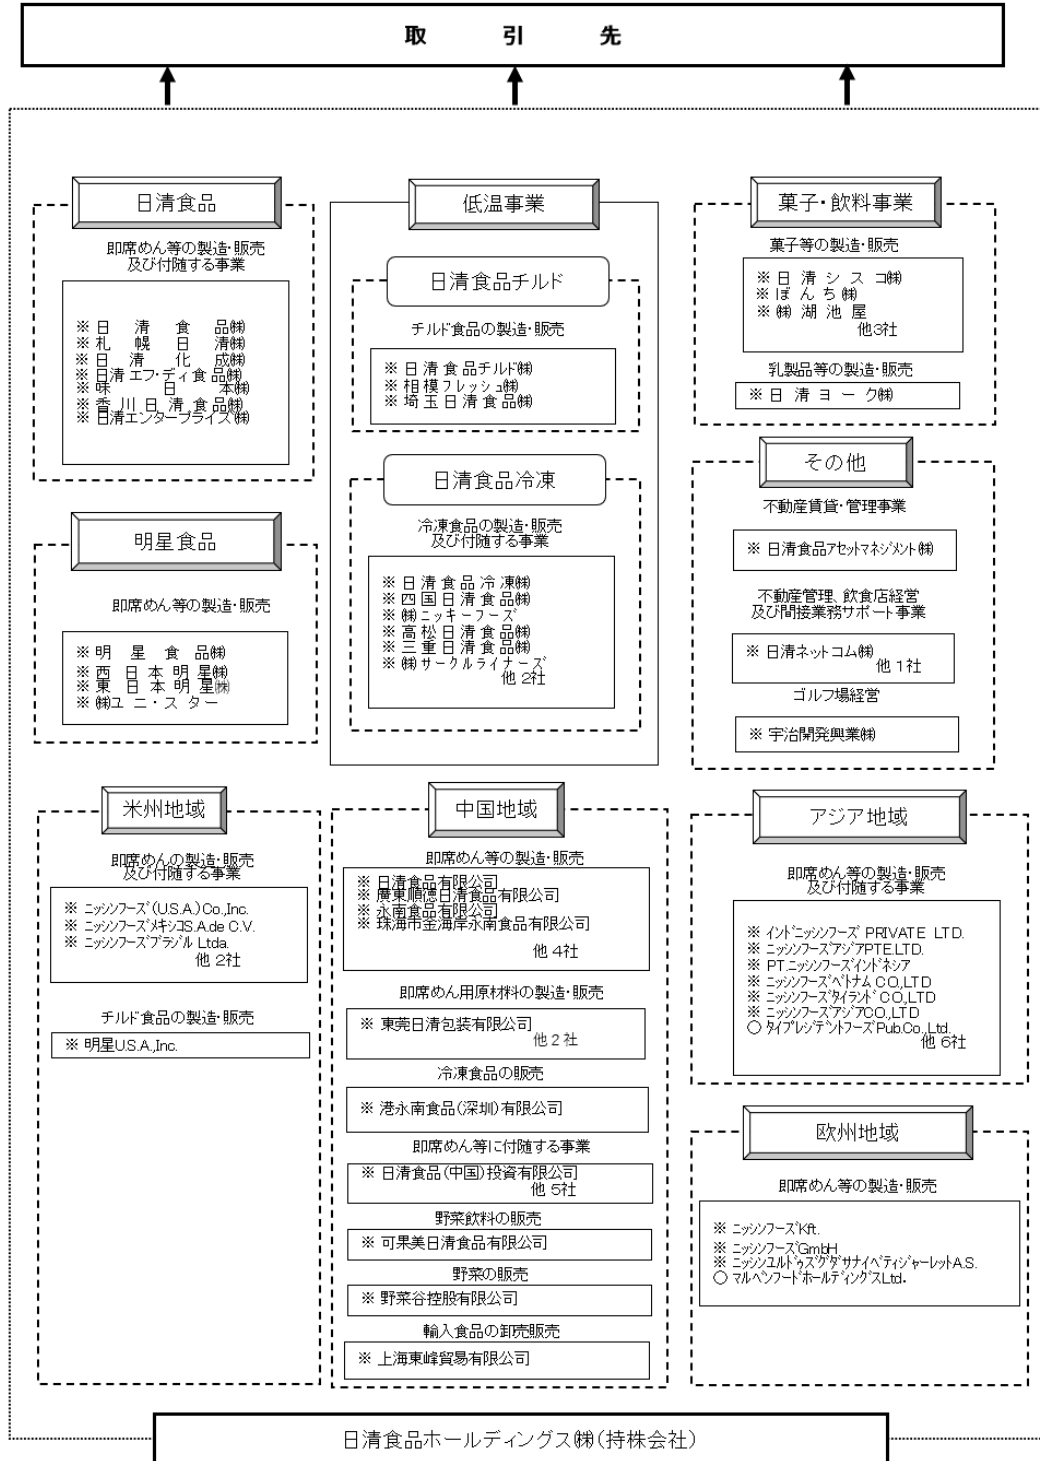 取 引 先
日清食品
即席めん等の製造・販売
及び付随する事業
※ 日 清 食 品㈱
※ 札 幌 日 清㈱
※ 日 清 化 成㈱
※ 日清エフ・ディ食品㈱
※ 味 日 本㈱
※ 香川日清食品㈱
※ 日清エンタープライズ㈱
明星食品
即席めん等の製造・販売
※ 明 星 食 品㈱
※ 西日本明星㈱
※ 東日本明星㈱
※ ㈱ユニ・スター
低温事業
日清食品チルド
チルド食品の製造・販売
※ 日清食品チルド㈱
※ 相模フレッシュ㈱
※ 埼玉日清食品㈱
日清食品冷凍
冷凍食品の製造・販売
及び付随する事業
※ 日清食品冷凍㈱
※ 四国日清食品㈱
※ ㈱ニッキーフーズ
※ 高松日清食品㈱
※ 三重日清食品㈱
※ ㈱サークルライナーズ
他 2社
菓子・飲料事業
菓子等の製造・販売
※ 日 清 シ ス コ㈱
※ ぼ ん ち ㈱
※ ㈱ 湖 池 屋
他3社
乳製品等の製造・販売
※ 日 清 ヨ ー ク㈱
その他
不動産賃貸・管理事業
※ 日清食品アセットマネジメント㈱
不動産管理、飲食店経営
及び間接業務サポート事業
※ 日清ネットコム㈱
他 1社
ゴルフ場経営
※ 宇治開発興業㈱
米州地域
即席めんの製造・販売
及び付随する事業
※ ニッシンフーズ(U.S.A.)Co.,Inc.
※ ニッシンフーズメキシコS.A.de C.V.
※ ニッシンフーズブラジル Ltda.
他 2社
チルド食品の製造・販売
※ 明星U.S.A.,Inc.
中国地域
即席めん等の製造・販売
※ 日清食品有限公司
※ 廣東順徳日清食品有限公司
※ 永南食品有限公司
※ 珠海市金海岸永南食品有限公司
他 4社
即席めん用原材料の製造・販売
※ 東莞日清包装有限公司
他 2 社
冷凍食品の販売
※ 港永南食品(深圳)有限公司
即席めん等に付随する事業
※ 日清食品(中国)投資有限公司
他 5社
野菜飲料の販売
※ 可果美日清食品有限公司
野菜の販売
※ 野菜谷控股有限公司
輸入食品の卸売販売
※ 上海東峰貿易有限公司
アジア地域
即席めん等の製造・販売
及び付随する事業
※ インドニッシンフーズ PRIVATE LTD.
※ ニッシンフーズアジアPTE.LTD.
※ PT.ニッシンフーズインドネシア
※ ニッシンフーズベトナム CO.,LTD
※ ニッシンフーズタイランド CO.,LTD
※ ニッシンフーズアジアCO.,LTD
○ タイプレジデントフーズPub.Co.,Ltd.
他 6社
欧州地域
即席めん等の製造・販売
※ ニッシンフーズKft.
※ ニッシンフーズGmbH
※ ニッシンユルドゥズグダサナイベティジャーレットA.S.
○ マルベンフードホールディングスLtd.
日清食品ホールディングス㈱(持株会社)